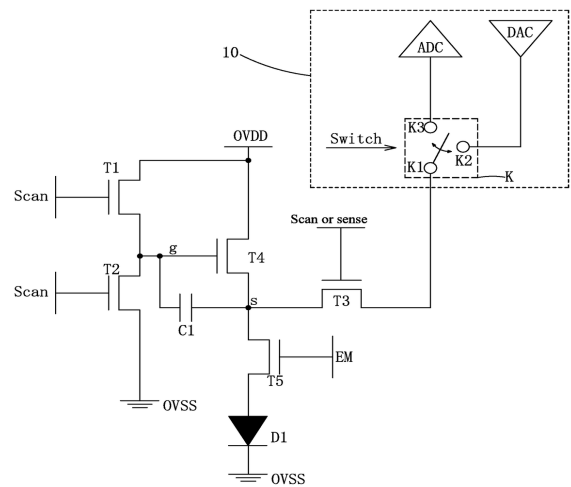 ADC
DAC
10
K3
OVDD
Switch
K2
K1
K
T1
Scan
Scan or sense
g
T4
T2
Scan
s
T3
C1
EM
T5
OVSS
D1
OVSS